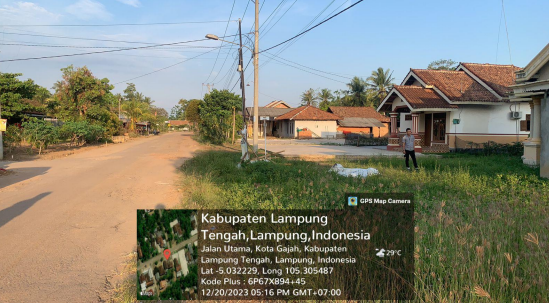 GPS Map Camera
Kabupaten Lampung
Tengah,Lampung,Indonesia
Jalan Utama, Kota Gajah, Kabupaten
Lampung Tengah, Lampung, Indonesia
Lat -5.032229, Long 105.305487
Kode Plus : 6P67X894+45
12/20/2023 05:16 PM GMT+07:00
29°C